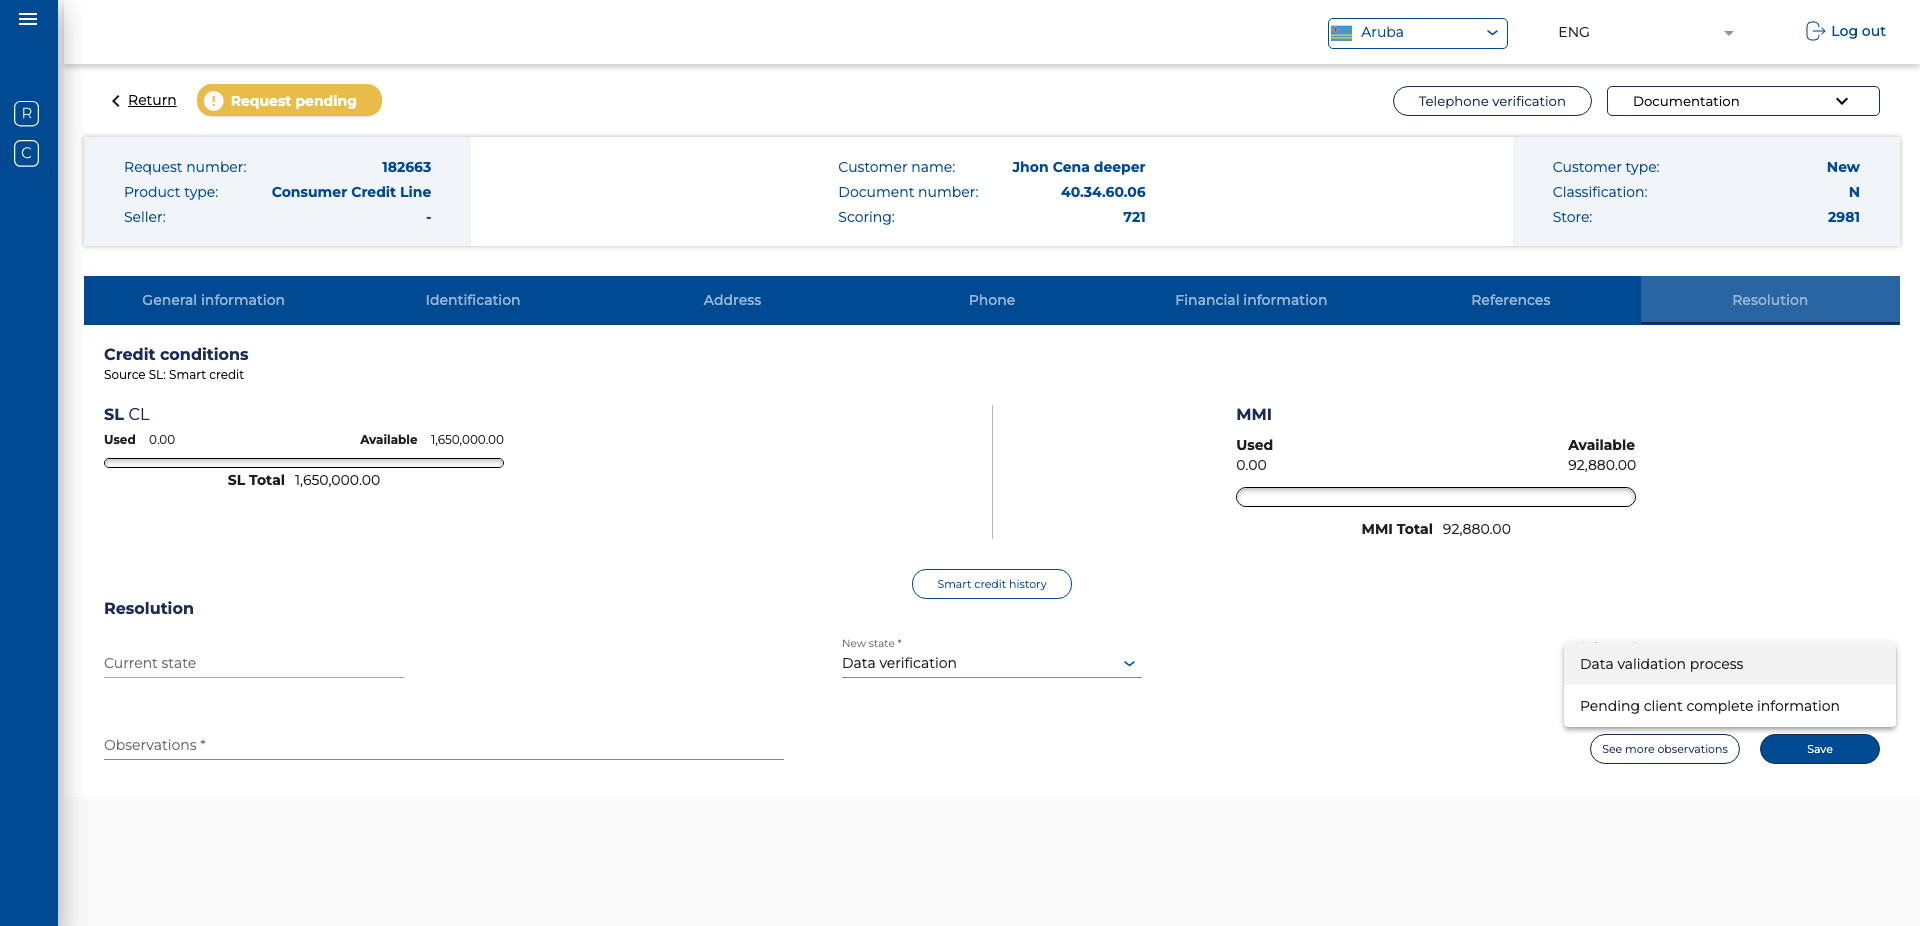 Aruba
ENG
Log out
R
C
Return
! Request pending
Telephone verification
Documentation
Request number: 182663
Product type: Consumer Credit Line
Seller: -
Customer name: Jhon Cena deeper
Document number: 40.34.60.06
Scoring: 721
Customer type: New
Classification: N
Store: 2981
General information
Identification
Address
Phone
Financial information
References
Resolution
Credit conditions
Source SL: Smart credit
SL CL
Used 0.00 Available 1,650,000.00
SL Total 1,650,000.00
MMI
Used Available
0.00 92,880.00
MMI Total 92,880.00
Smart credit history
Resolution
Current state
New state *
Data verification
Data validation process
Pending client complete information
Observations *
See more observations
Save